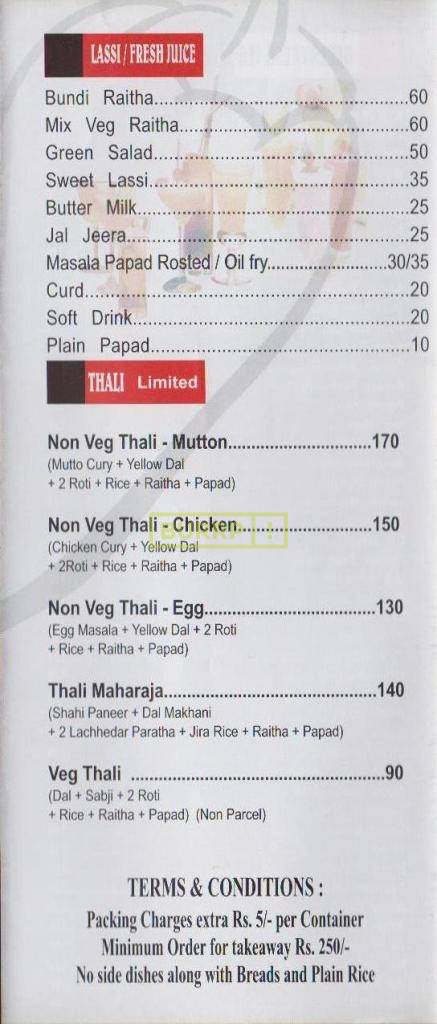 LASSI / FRESH JUICE
Bundi Raitha..........................................60
Mix Veg Raitha.......................................60
Green Salad..........................................50
Sweet Lassi...........................................35
Butter Milk.............................................25
Jal Jeera................................................25
Masala Papad Rosted / Oil fry....................30/35
Curd......................................................20
Soft Drink...............................................20
Plain Papad...........................................10
THALI Limited
Non Veg Thali - Mutton.........................170
(Mutto Cury + Yellow Dal
+ 2 Roti + Rice + Raitha + Papad)
Non Veg Thali - Chicken.......................150
(Chicken Cury + Yellow Dal
+ 2Roti + Rice + Raitha + Papad)
Non Veg Thali - Egg..............................130
(Egg Masala + Yellow Dal + 2 Roti
+ Rice + Raitha + Papad)
Thali Maharaja.....................................140
(Shahi Paneer + Dal Makhani
+ 2 Lachhedar Paratha + Jira Rice + Raitha + Papad)
Veg Thali ............................................90
(Dal + Sabji + 2 Roti
+ Rice + Raitha + Papad) (Non Parcel)
TERMS & CONDITIONS :
Packing Charges extra Rs. 5/- per Container
Minimum Order for takeaway Rs. 250/-
No side dishes along with Breads and Plain Rice